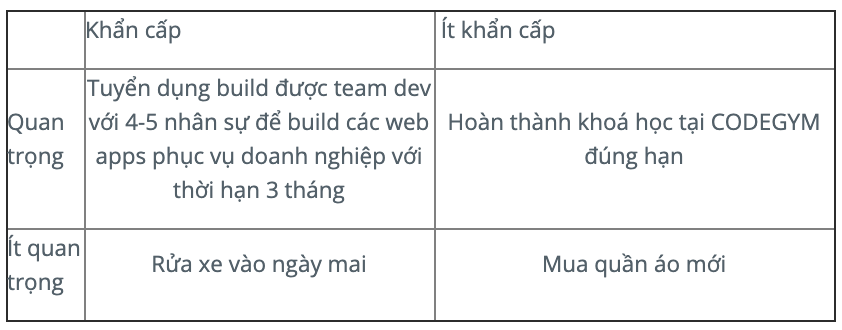 Khẩn cấp
Ít khẩn cấp
Quan
trọng
Tuyển dụng build được team dev
với 4-5 nhân sự để build các web
apps phục vụ doanh nghiệp với
thời hạn 3 tháng
Hoàn thành khoá học tại CODEGYM
đúng hạn
Ít quan
trọng
Rửa xe vào ngày mai
Mua quần áo mới